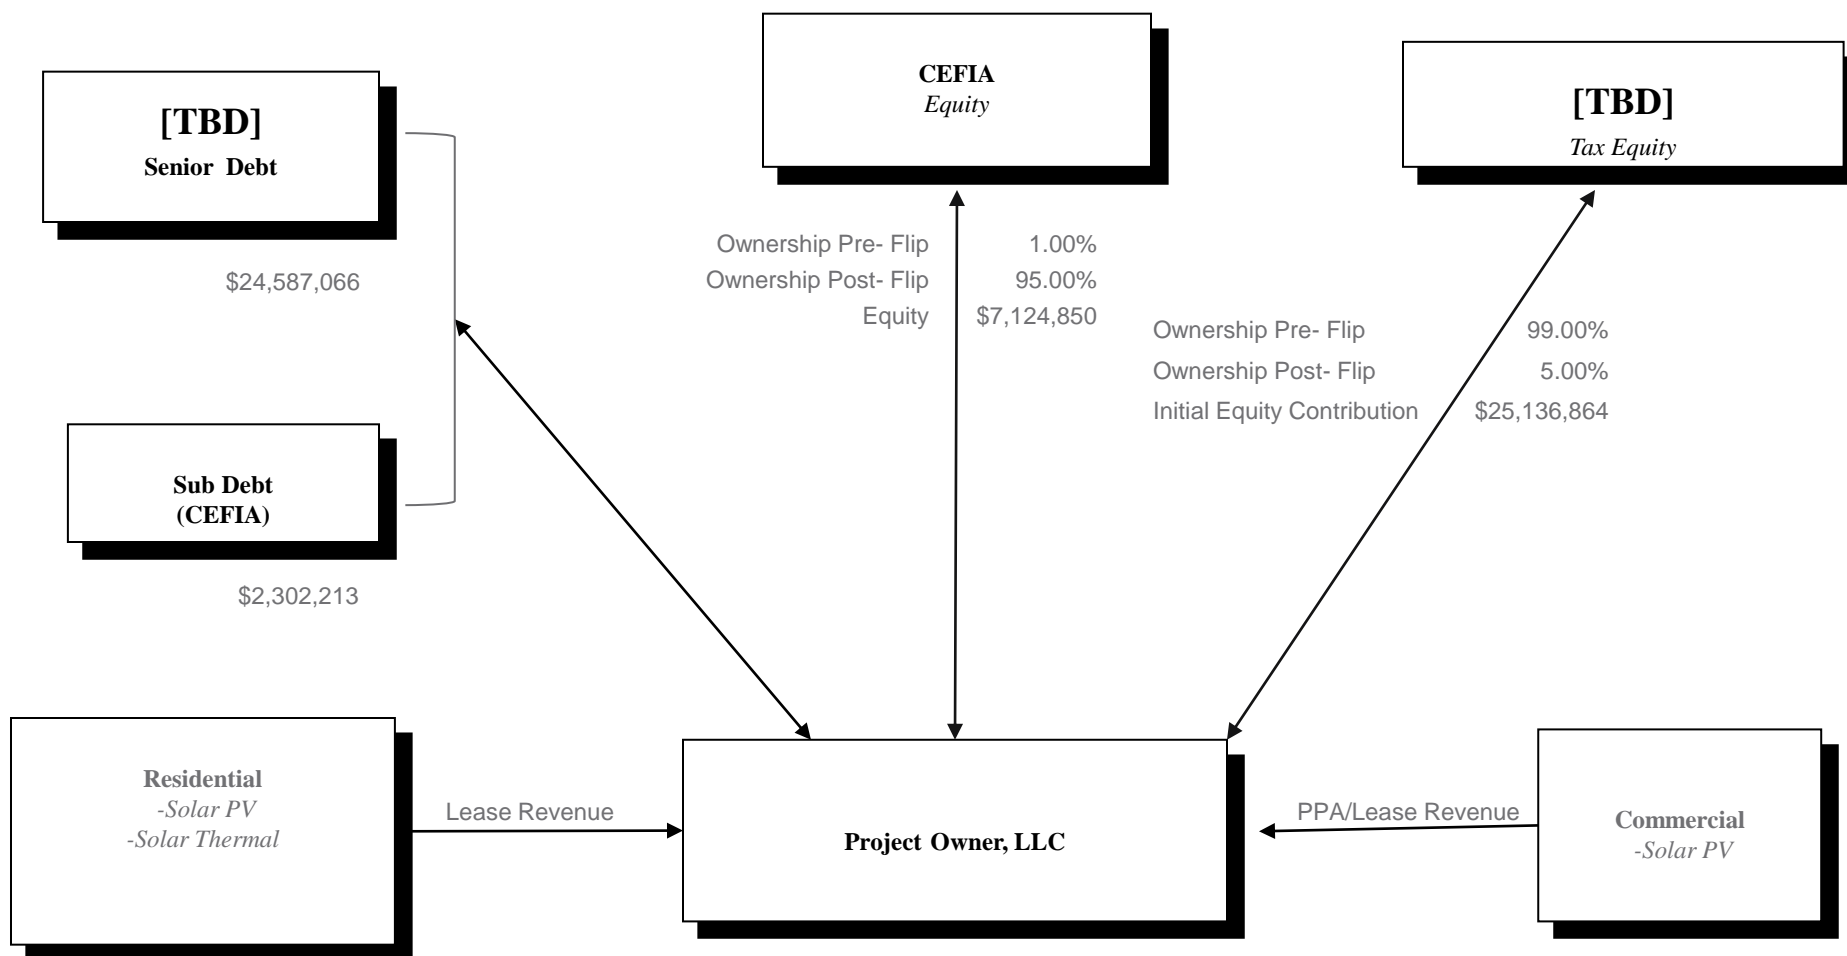 [TBD]
Senior Debt
$24,587,066
Sub Debt
(CEFIA)
$2,302,213
CEFIA
Equity
Ownership Pre- Flip 1.00%
Ownership Post- Flip 95.00%
Equity $7,124,850
[TBD]
Tax Equity
Ownership Pre- Flip 99.00%
Ownership Post- Flip 5.00%
Initial Equity Contribution $25,136,864
Residential
-Solar PV
-Solar Thermal
Lease Revenue
Project Owner, LLC
PPA/Lease Revenue
Commercial
-Solar PV